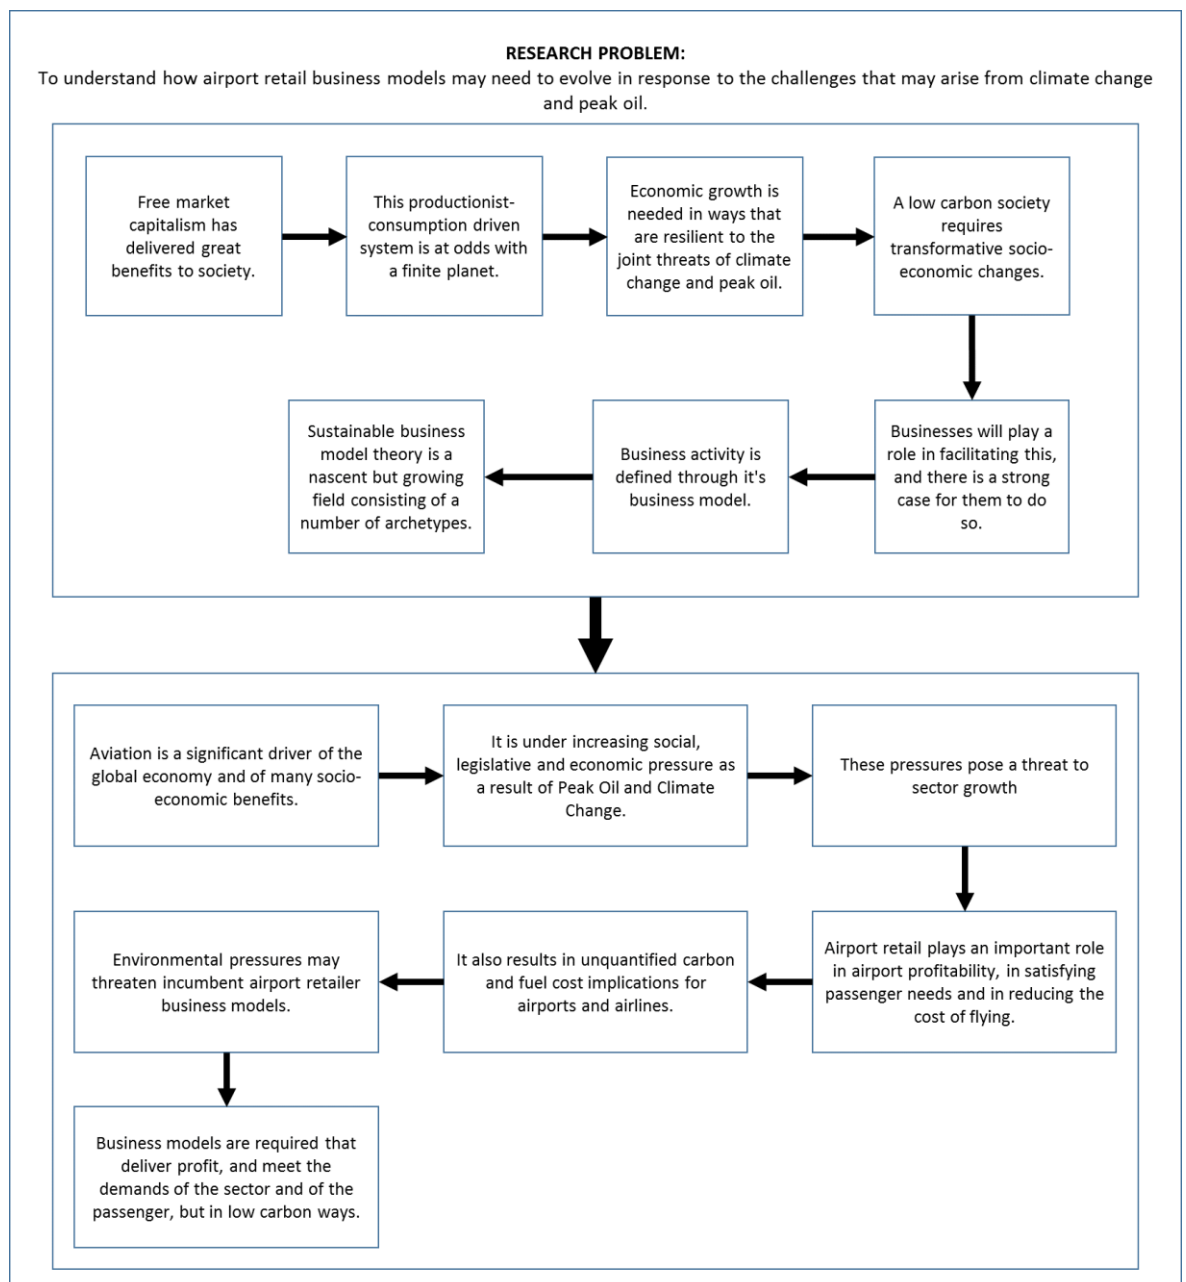 RESEARCH PROBLEM:
To understand how airport retail business models may need to evolve in response to the challenges that may arise from climate change
and peak oil.
Free market
capitalism has
delivered great
benefits to society.
This productionist-
consumption driven
system is at odds with
a finite planet.
Economic growth is
needed in ways that
are resilient to the
joint threats of climate
change and peak oil.
A low carbon society
requires
transformative socio-
economic changes.
Businesses will play a
role in facilitating this,
and there is a strong
case for them to do
so.
Business activity is
defined through it's
business model.
Sustainable business
model theory is a
nascent but growing
field consisting of a
number of archetypes.
Aviation is a significant driver of the
global economy and of many socio-
economic benefits.
It is under increasing social,
legislative and economic pressure as
a result of Peak Oil and Climate
Change.
These pressures pose a threat to
sector growth
Airport retail plays an important role
in airport profitability, in satisfying
passenger needs and in reducing the
cost of flying.
It also results in unquantified carbon
and fuel cost implications for
airports and airlines.
Environmental pressures may
threaten incumbent airport retailer
business models.
Business models are required that
deliver profit, and meet the
demands of the sector and of the
passenger, but in low carbon ways.